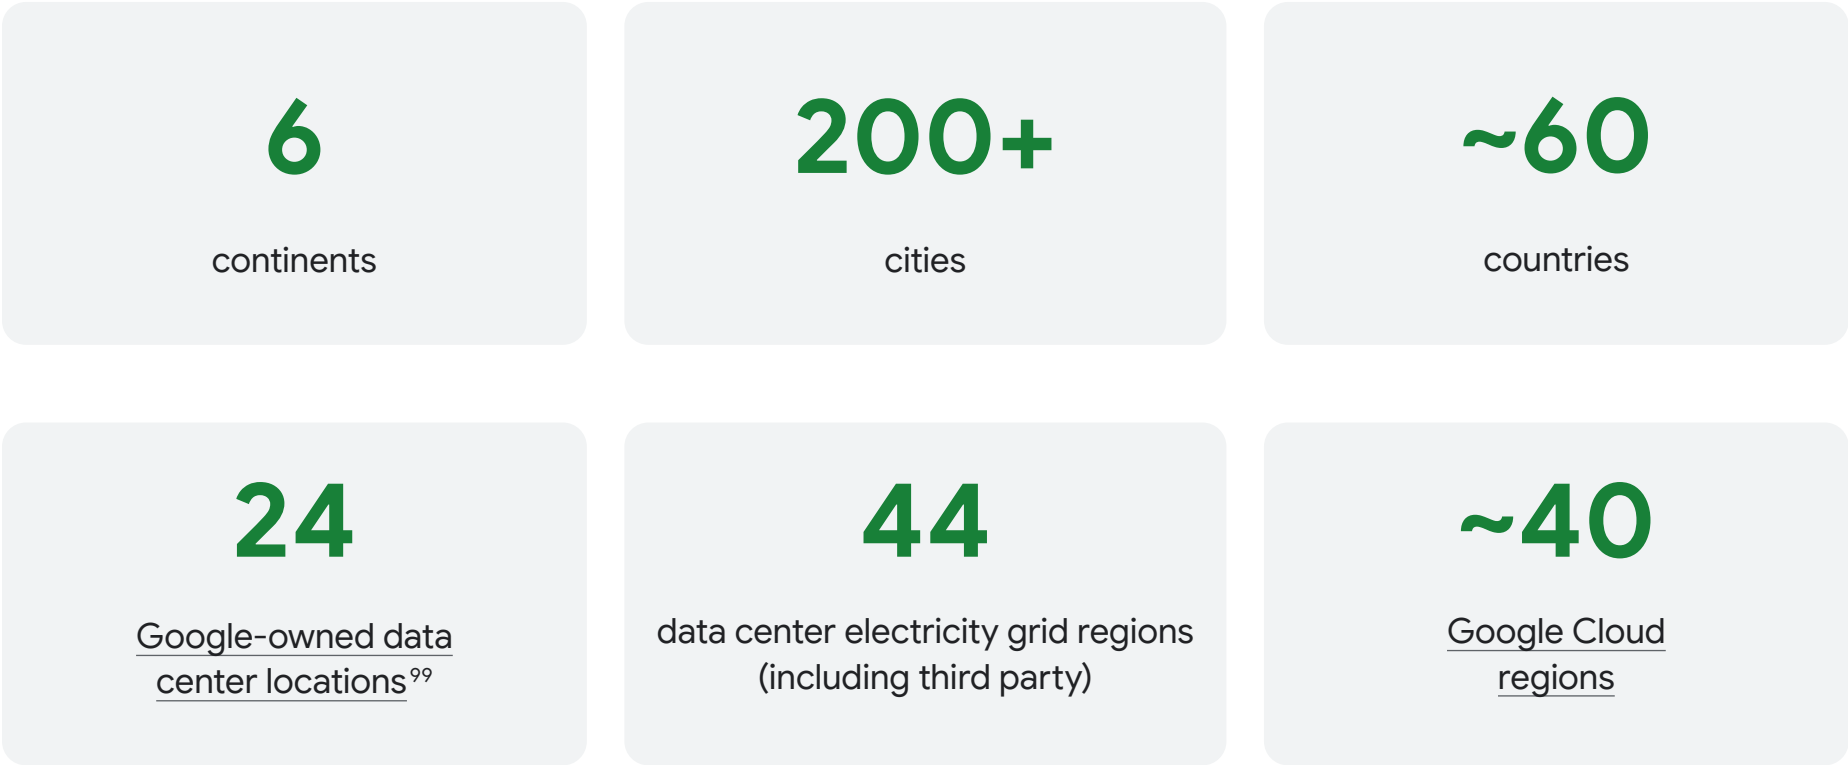 6
continents
200+
cities
~60
countries
24
Google-owned data
center locations⁹⁹
44
data center electricity grid regions
(including third party)
~40
Google Cloud
regions